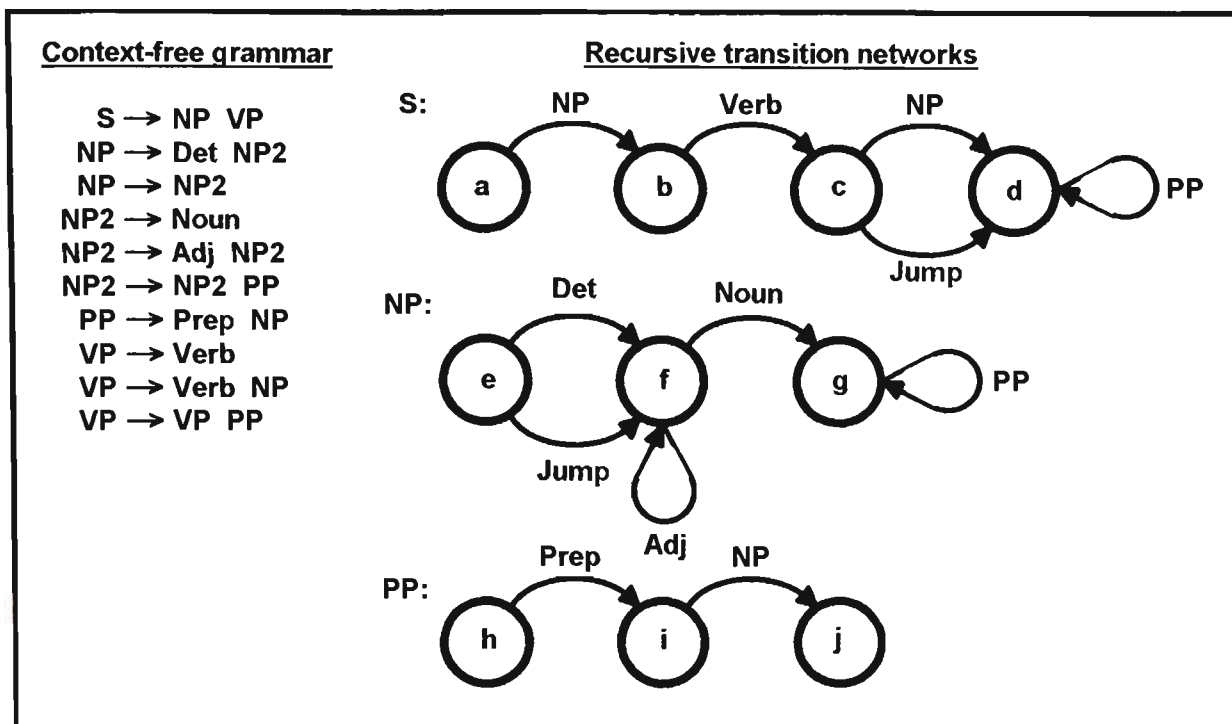 Context-free grammar
S → NP VP
NP → Det NP2
NP → NP2
NP2 → Noun
NP2 → Adj NP2
NP2 → NP2 PP
PP → Prep NP
VP → Verb
VP → Verb NP
VP → VP PP
Recursive transition networks
S:
NP
Verb
NP
a
b
c
d
PP
Jump
NP:
Det
Noun
e
f
g
PP
Jump
Adj
PP:
Prep
NP
h
i
j